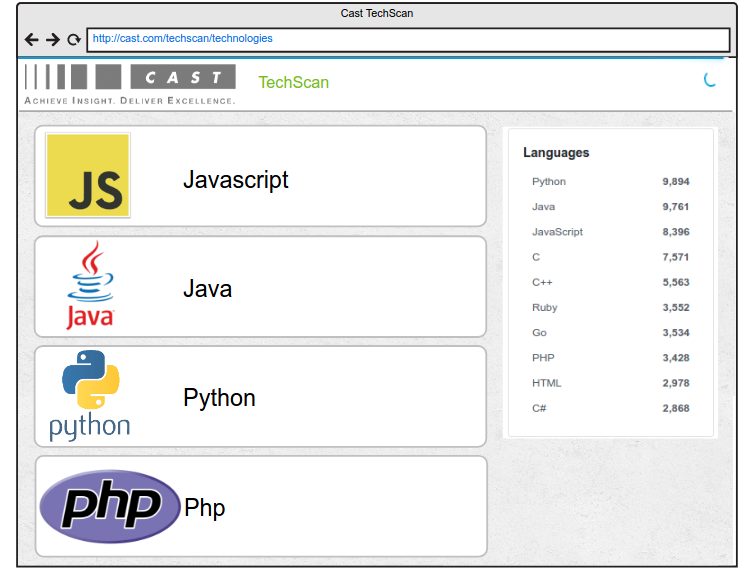 Cast TechScan
http://cast.com/techscan/technologies
CAST
ACHIEVE INSIGHT. DELIVER EXCELLENCE.
TechScan
JS
Javascript
Java
Java
python
Python
php
Php
Languages
Python 9,894
Java 9,761
JavaScript 8,396
C 7,571
C++ 5,563
Ruby 3,552
Go 3,534
PHP 3,428
HTML 2,978
C# 2,868